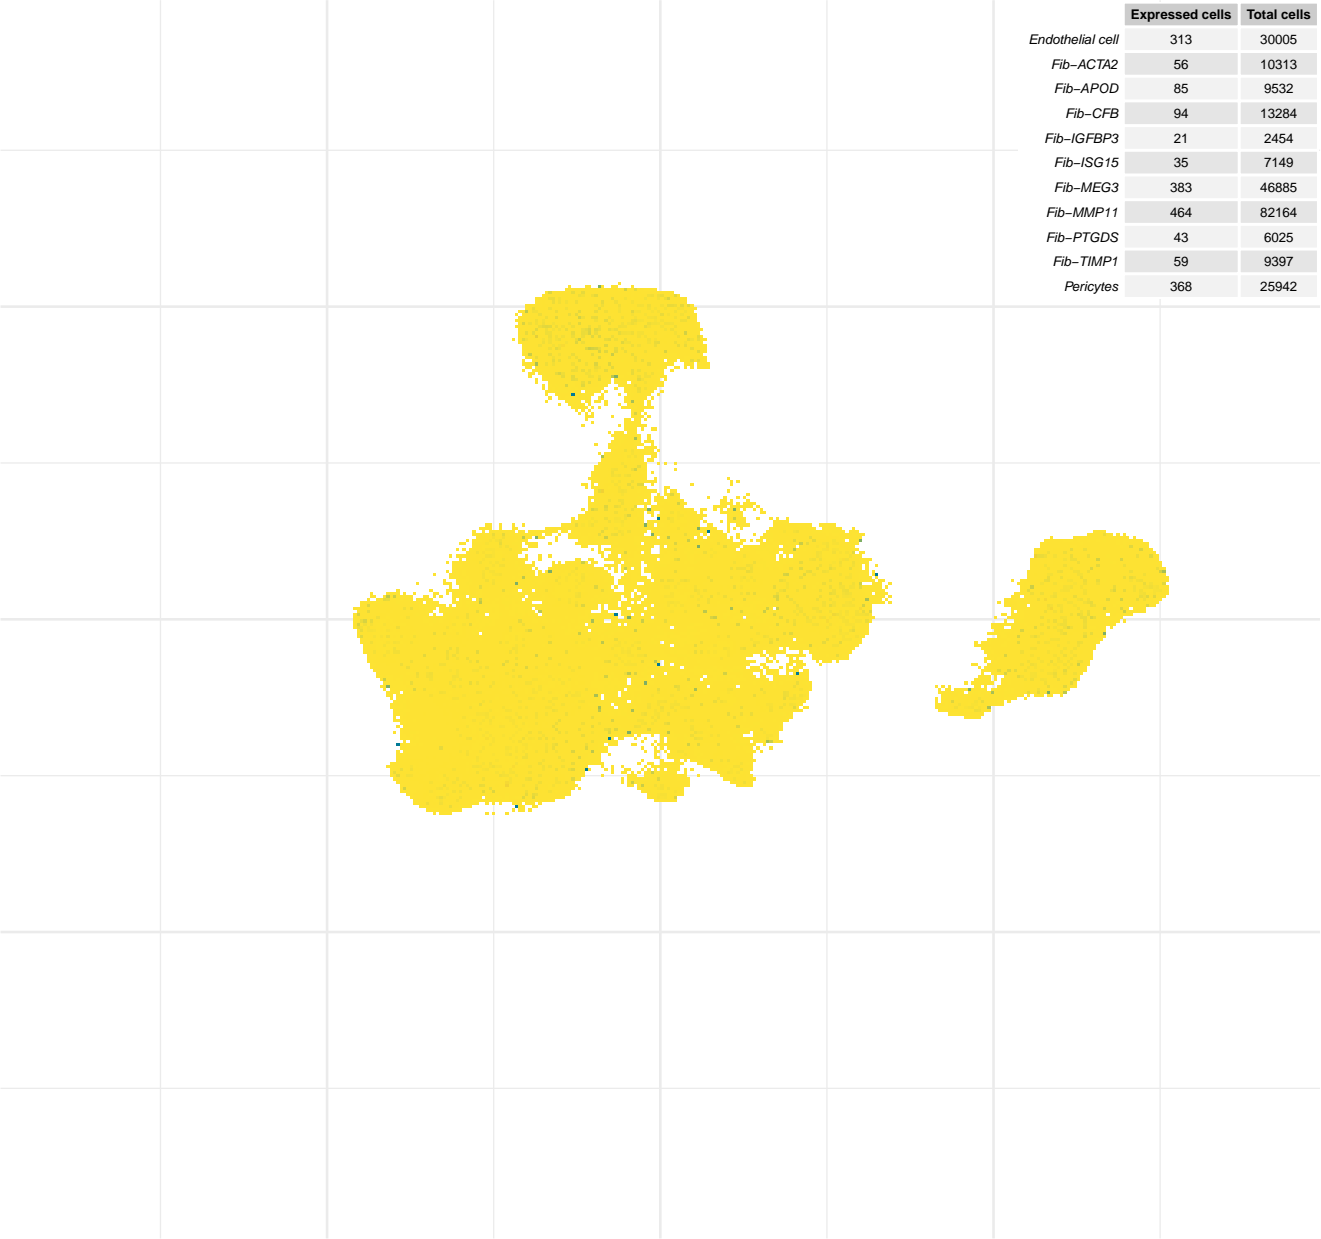 Expressed cells Total cells
Endothelial cell 313 30005
Fib−ACTA2 56 10313
Fib−APOD 85 9532
Fib−CFB 94 13284
Fib−IGFBP3 21 2454
Fib−ISG15 35 7149
Fib−MEG3 383 46885
Fib−MMP11 464 82164
Fib−PTGDS 43 6025
Fib−TIMP1 59 9397
Pericytes 368 25942